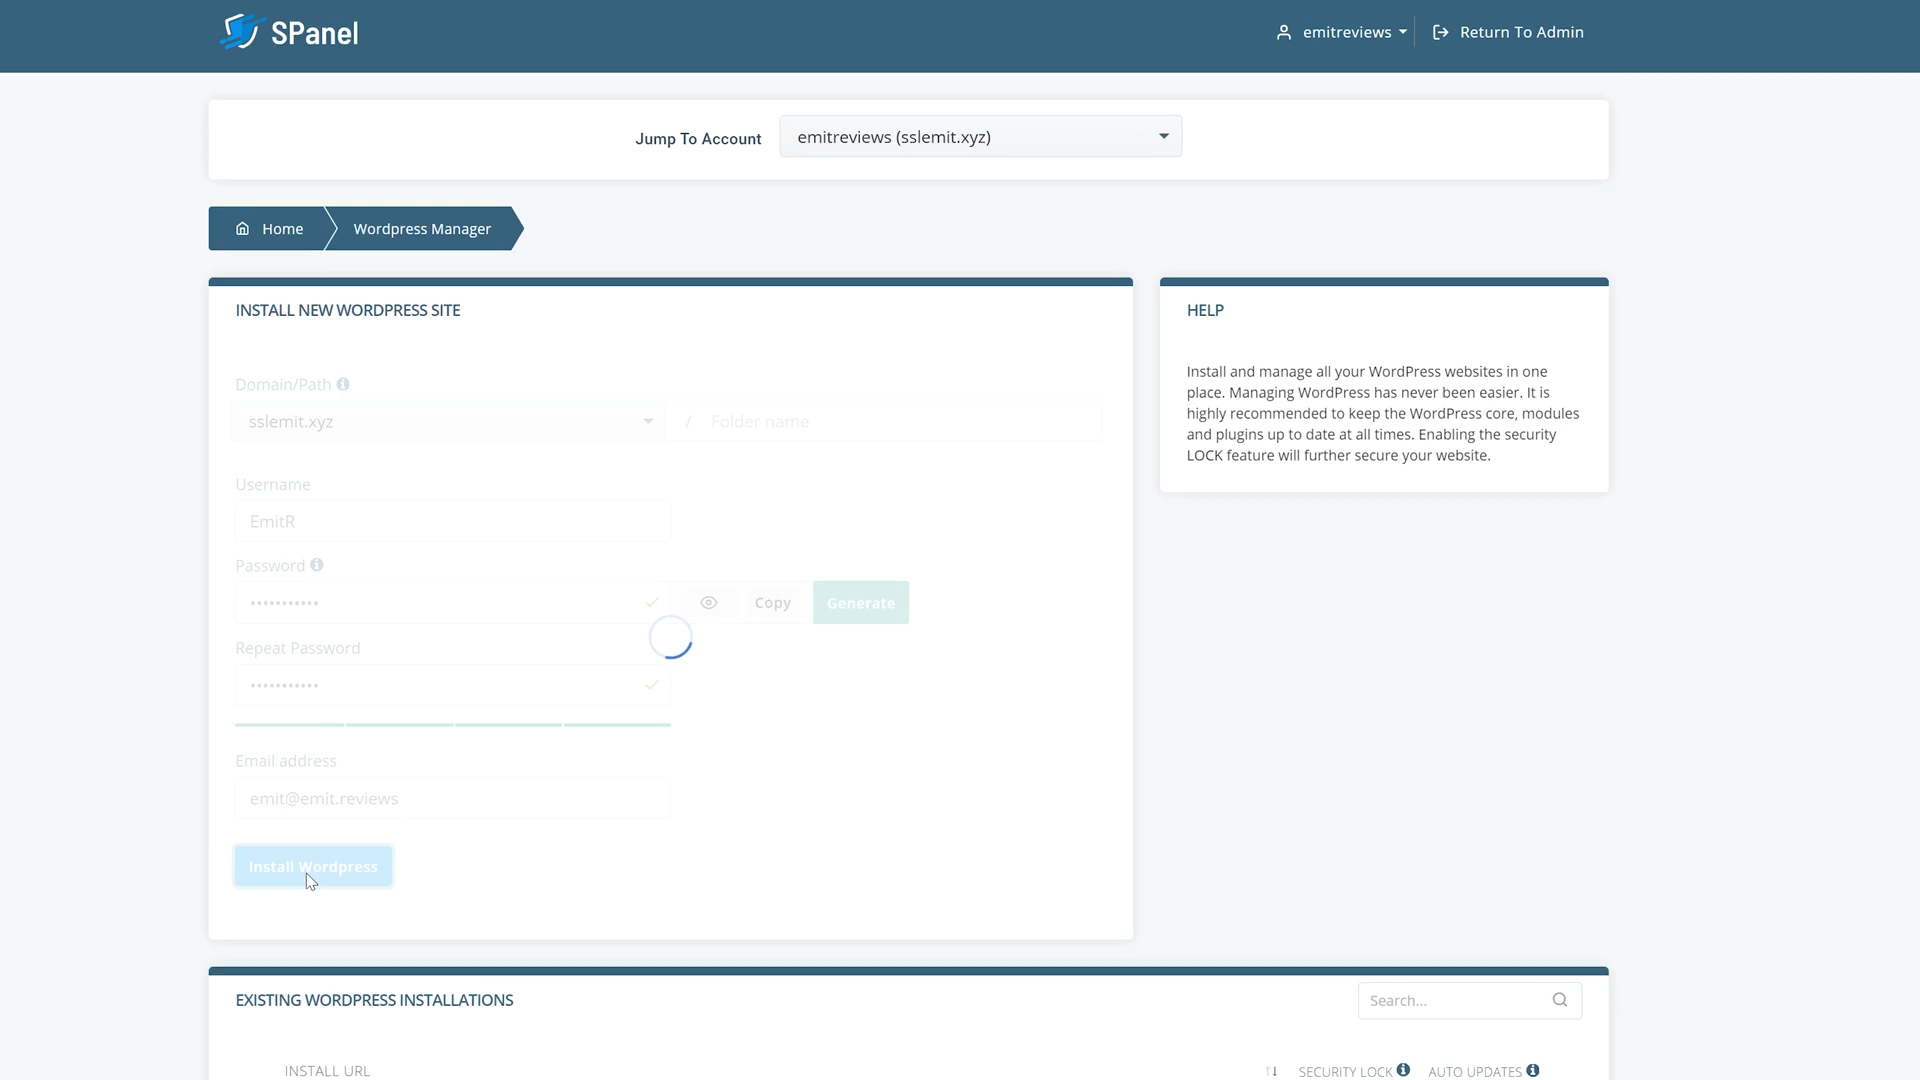 SPanel
emitreviews
Return To Admin
Jump To Account
emitreviews (sslemit.xyz)
Home
Wordpress Manager
INSTALL NEW WORDPRESS SITE
Domain/Path
sslemit.xyz
/
Folder name
Username
EmitR
Password
•••••••••••
Copy
Generate
Repeat Password
•••••••••••
Email address
emit@emit.reviews
Install Wordpress
HELP
Install and manage all your WordPress websites in one
place. Managing WordPress has never been easier. It is
highly recommended to keep the WordPress core, modules
and plugins up to date at all times. Enabling the security
LOCK feature will further secure your website.
EXISTING WORDPRESS INSTALLATIONS
Search...
INSTALL URL
SECURITY LOCK
AUTO UPDATES